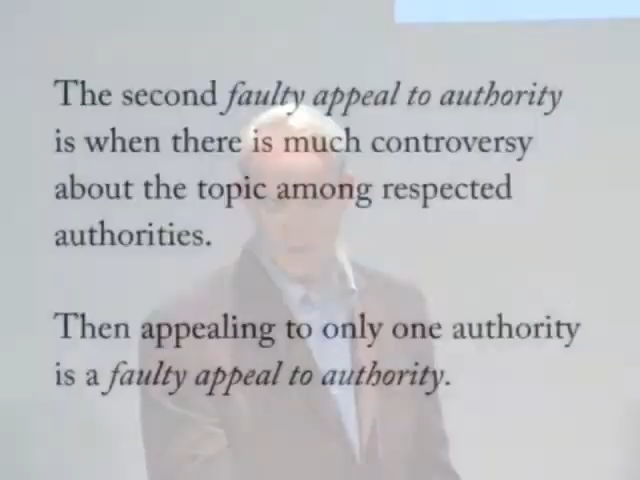 The second faulty appeal to authority
is when there is much controversy
about the topic among respected
authorities.
Then appealing to only one authority
is a faulty appeal to authority.